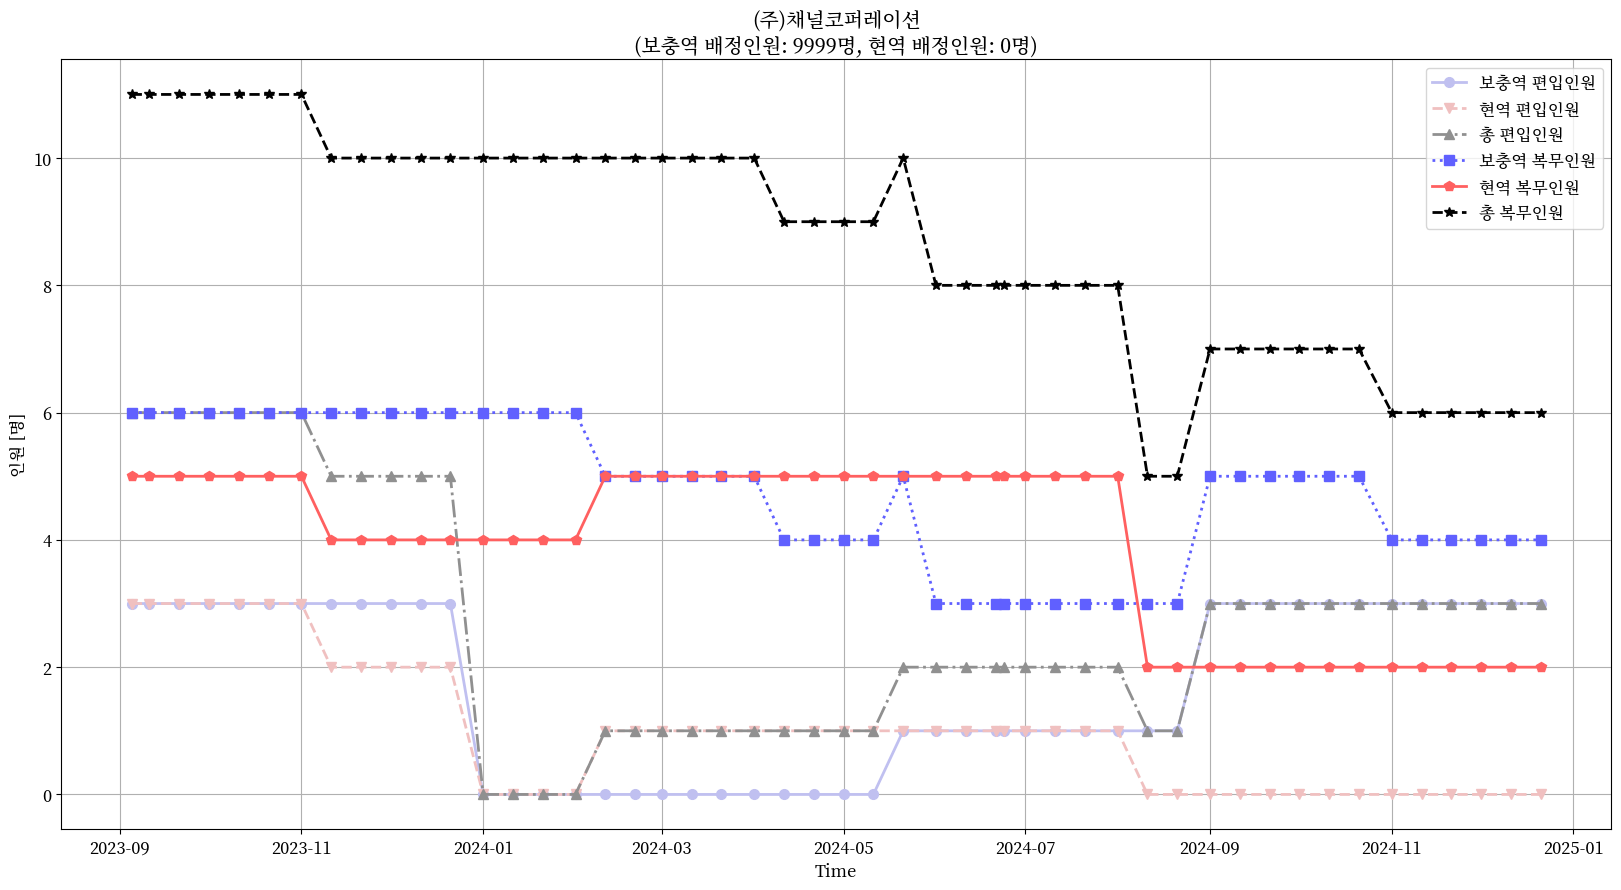 (주)채널코퍼레이션
(보충역 배정인원: 9999명, 현역 배정인원: 0명)
보충역 편입인원
현역 편입인원
총 편입인원
보충역 복무인원
현역 복무인원
총 복무인원
인원 [명]
10
8
6
4
2
0
2023-09
2023-11
2024-01
2024-03
2024-05
2024-07
2024-09
2024-11
2025-01
Time